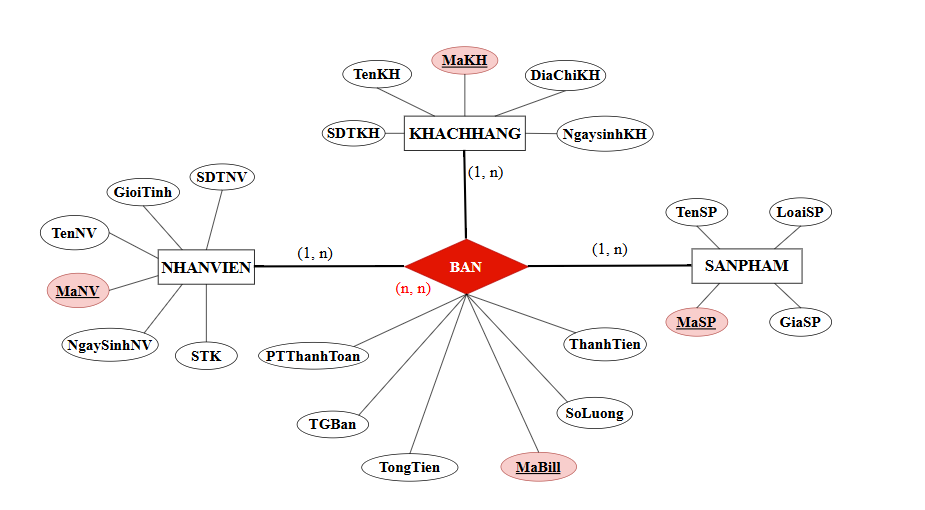 MaKH
TenKH
DiaChiKH
SDTKH
KHACHHANG
NgaysinhKH
(1, n)
SDTNV
GioiTinh
TenNV
NHANVIEN
MaNV
NgaySinhNV
STK
(1, n)
BAN
(n, n)
(1, n)
TenSP
LoaiSP
SANPHAM
MaSP
GiaSP
PTThanhToan
ThanhTien
TGBan
SoLuong
TongTien
MaBill